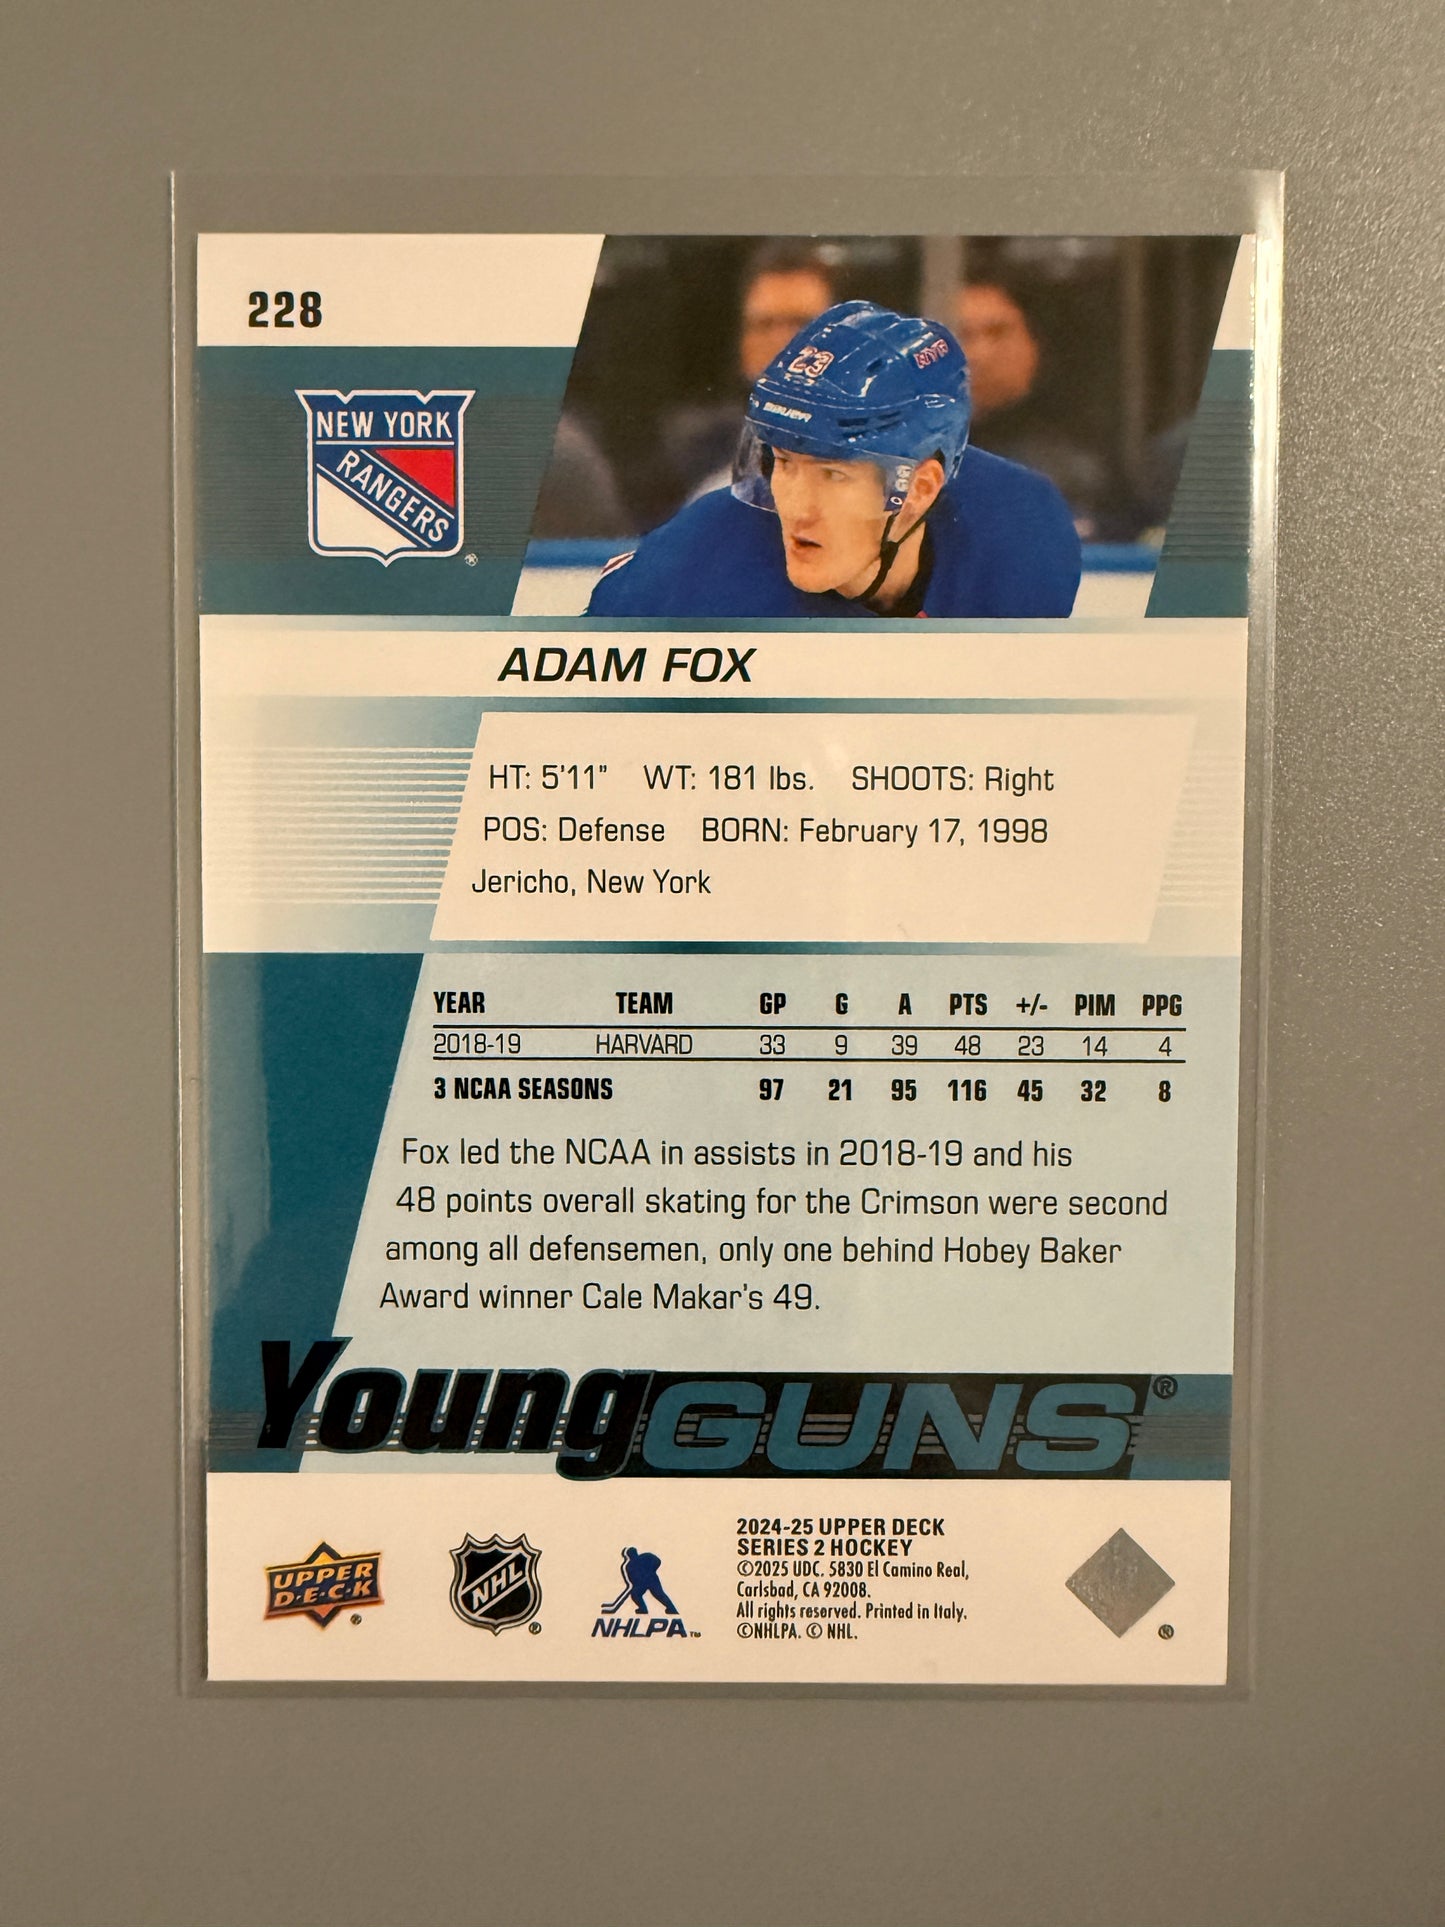 228
NEW YORK
RANGERS
®
23
NYR
BAUER
ADAM FOX
HT: 5'11" WT: 181 lbs. SHOOTS: Right
POS: Defense BORN: February 17, 1998
Jericho, New York
YEAR TEAM GP G A PTS +/- PIM PPG
2018-19 HARVARD 33 9 39 48 23 14 4
3 NCAA SEASONS 97 21 95 116 45 32 8
Fox led the NCAA in assists in 2018-19 and his
48 points overall skating for the Crimson were second
among all defensemen, only one behind Hobey Baker
Award winner Cale Makar's 49.
Young GUNS®
UPPER
D·E·C·K ®
NHL ®
NHLPA™
2024-25 UPPER DECK
SERIES 2 HOCKEY
©2025 UDC. 5830 El Camino Real,
Carlsbad, CA 92008.
All rights reserved. Printed in Italy.
©NHLPA. © NHL.
®